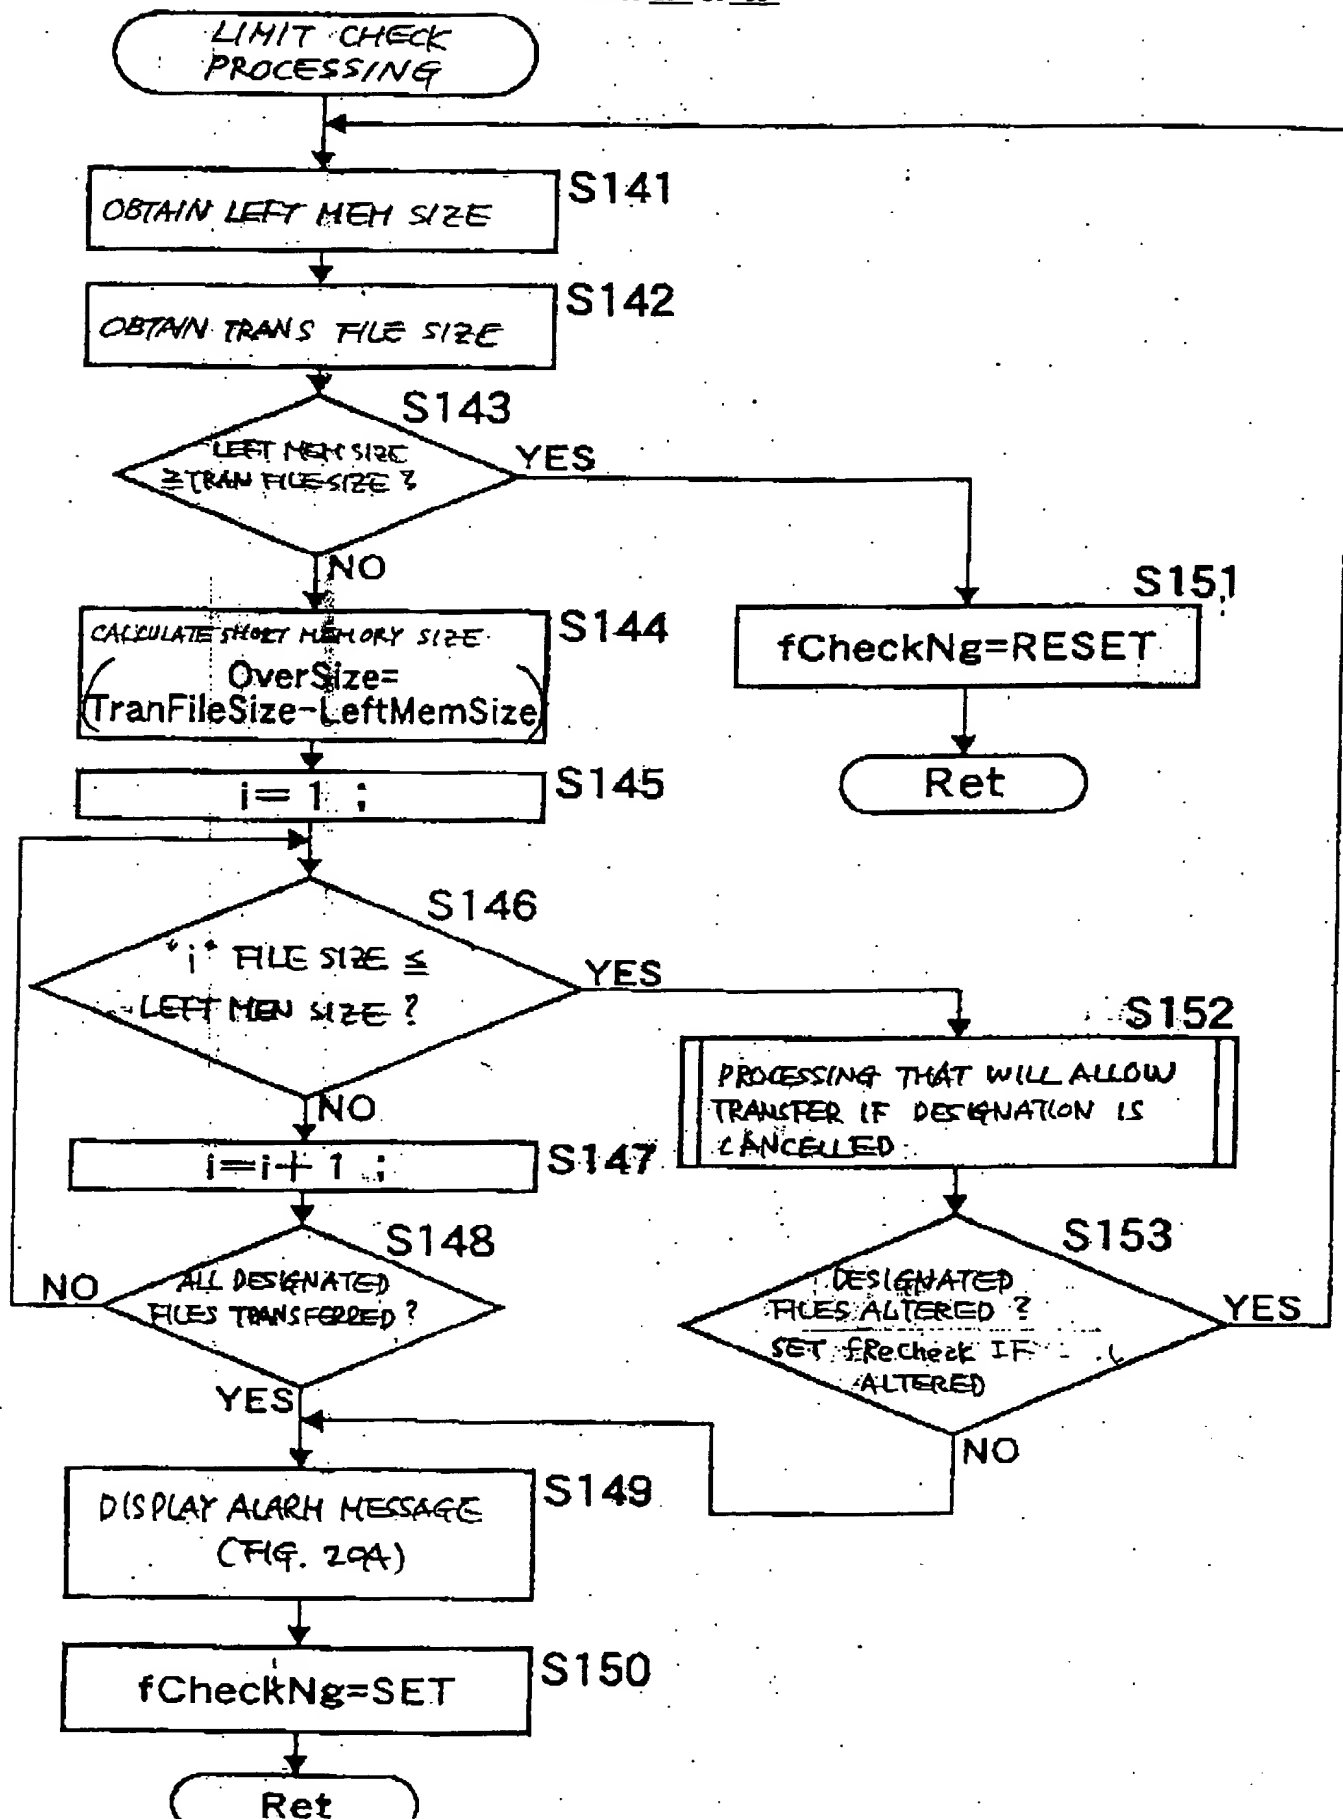 LIMIT CHECK
PROCESSING
S141
OBTAIN LEFT MEM SIZE
S142
OBTAIN TRANS FILE SIZE
S143
LEFT MEM SIZE
≥TRAN FILE SIZE ?
YES
NO
S144
CALCULATE SHORT MEMORY SIZE
(OverSize=
TranFileSize-LeftMemSize)
S151
fCheckNg=RESET
Ret
S145
i= 1 ;
S146
"i" FILE SIZE ≤
LEFT MEN SIZE ?
YES
NO
S152
PROCESSING THAT WILL ALLOW
TRANSFER IF DESIGNATION IS
CANCELLED
S147
i=i+ 1 ;
S148
ALL DESIGNATED
FILES TRANSFERRED ?
NO
YES
S153
DESIGNATED
FILES ALTERED ?
SET fRecheck IF
ALTERED
YES
NO
S149
DISPLAY ALARM MESSAGE
(FIG. 20A)
S150
fCheckNg=SET
Ret